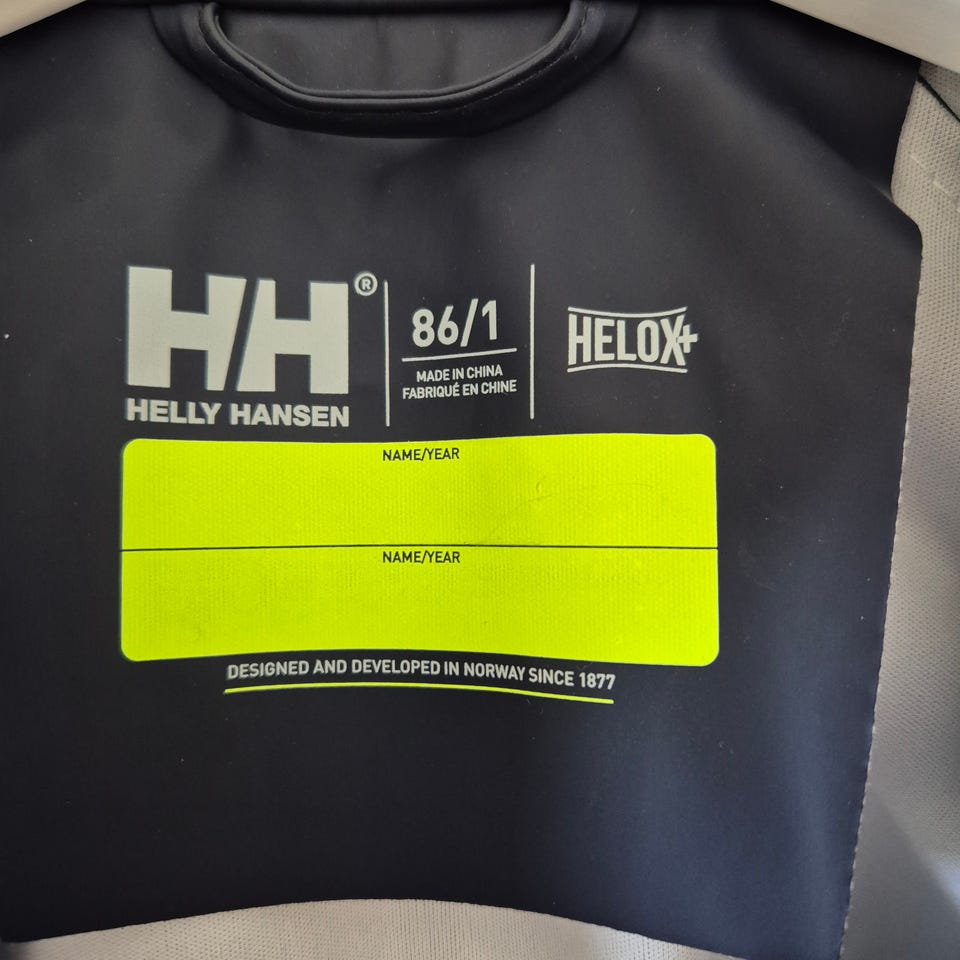 HH®
HELLY HANSEN
86/1
MADE IN CHINA
FABRIQUÉ EN CHINE
HELOX+
NAME/YEAR
NAME/YEAR
DESIGNED AND DEVELOPED IN NORWAY SINCE 1877